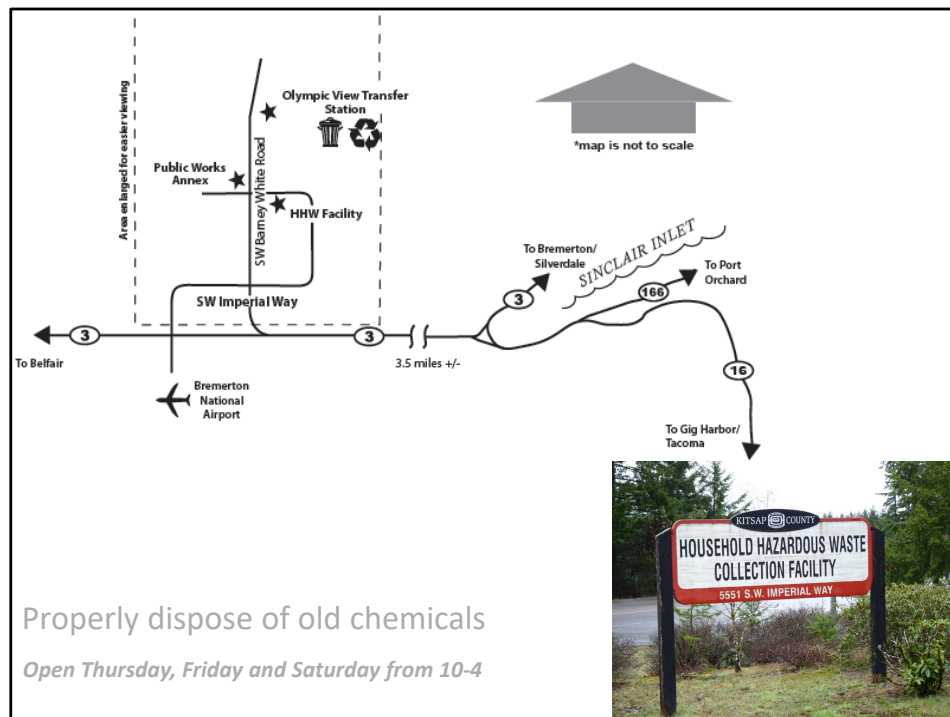 Area enlarged for easier viewing
Olympic View Transfer
Station
*map is not to scale
Public Works
Annex
SW Barney White Road
HHW Facility
SW Imperial Way
To Bremerton/
Silverdale
SINCLAIR INLET
To Port
Orchard
3
166
3
3
To Belfair
3.5 miles +/-
16
Bremerton
National
Airport
To Gig Harbor/
Tacoma
KITSAP COUNTY
HOUSEHOLD HAZARDOUS WASTE
COLLECTION FACILITY
5551 S.W. IMPERIAL WAY
Properly dispose of old chemicals
Open Thursday, Friday and Saturday from 10-4